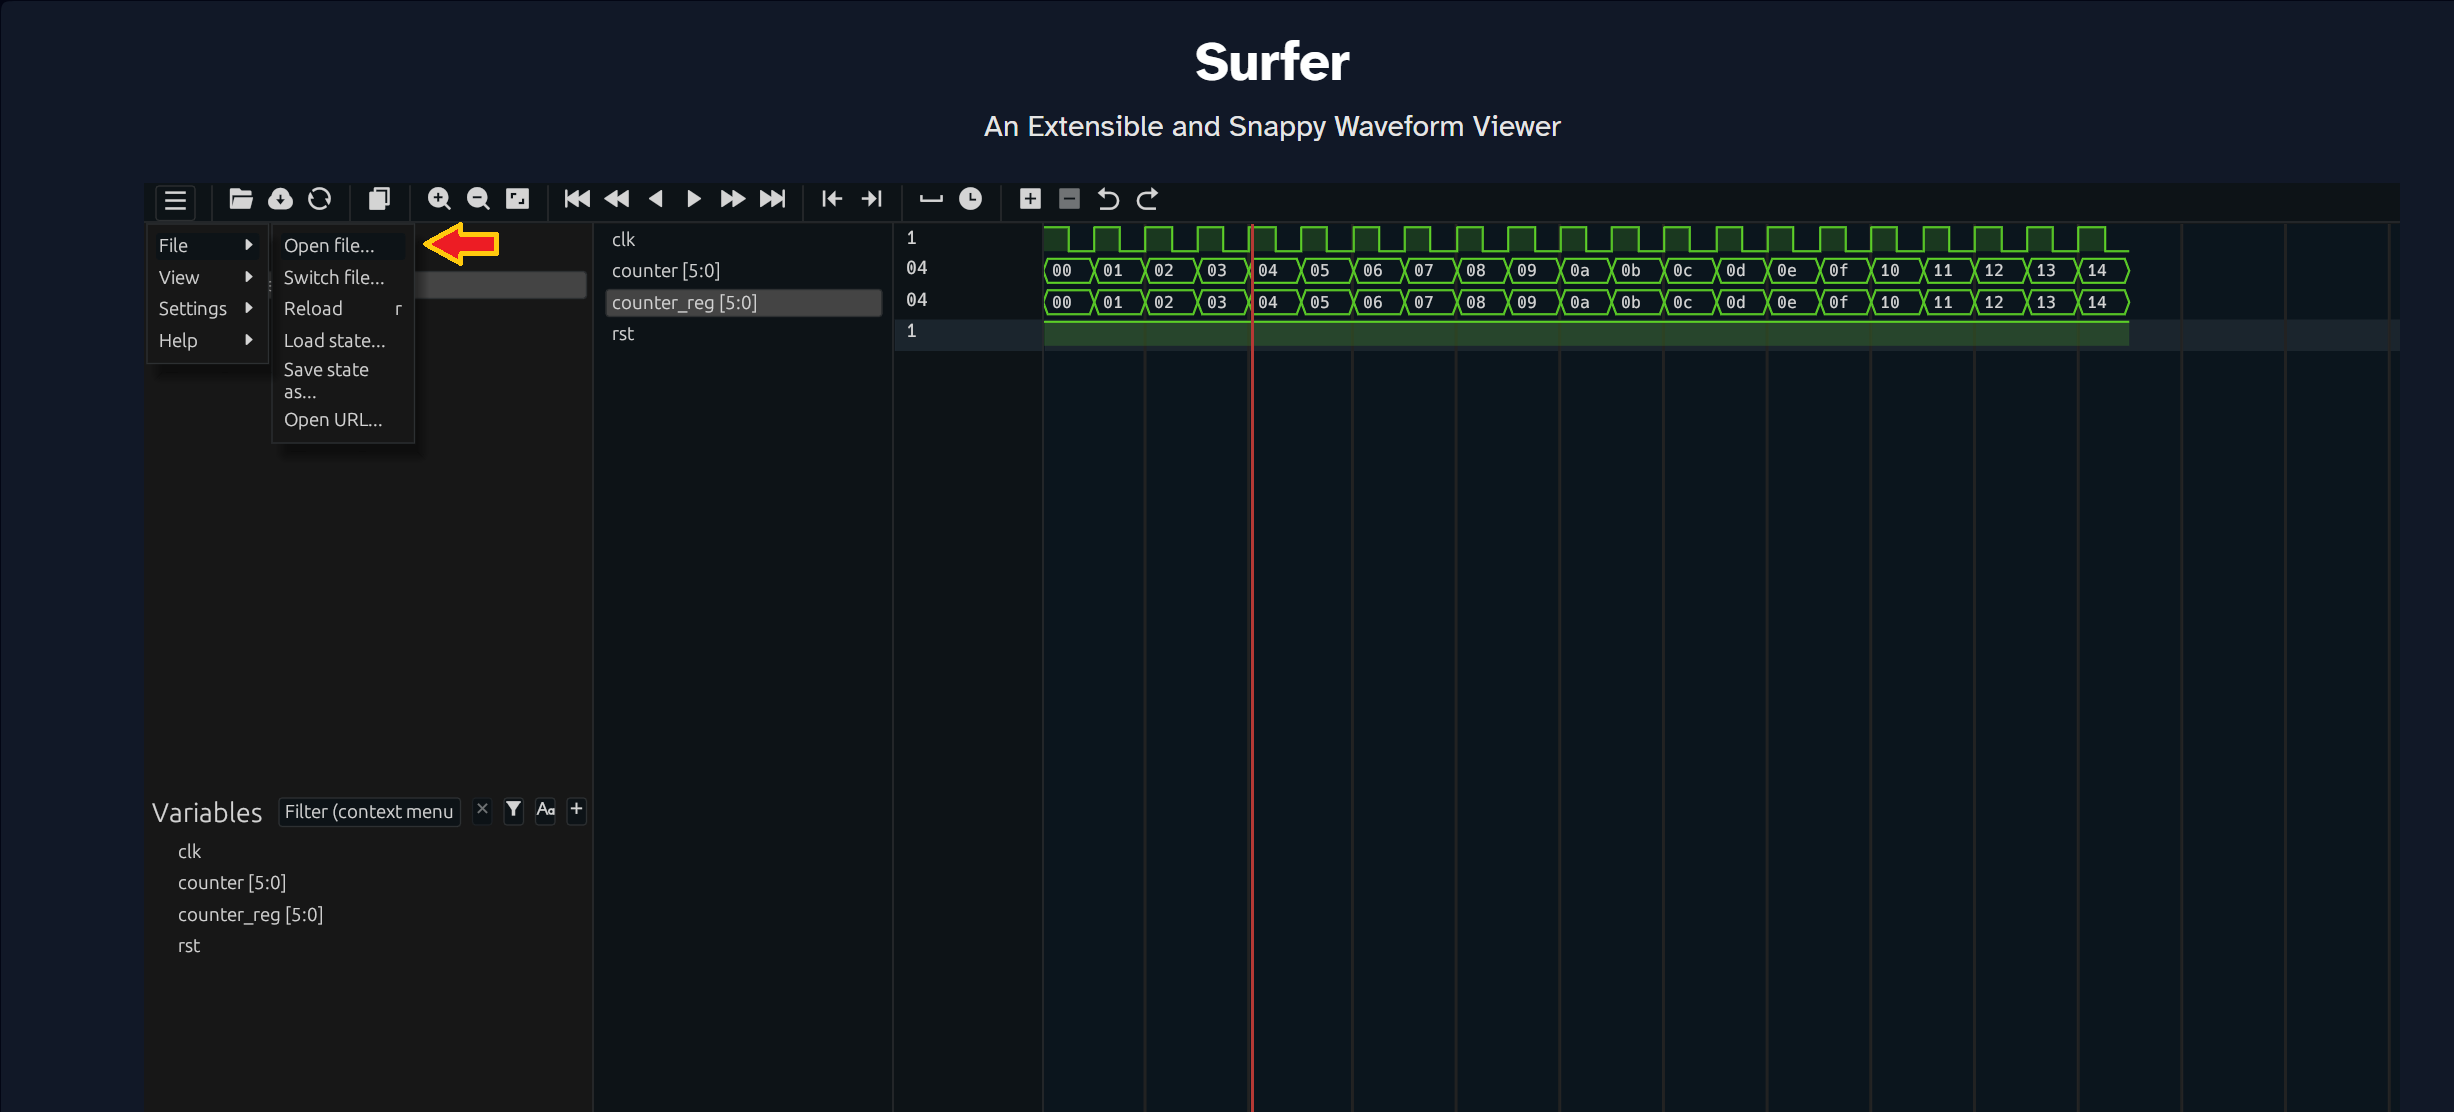 Surfer
An Extensible and Snappy Waveform Viewer
File
View
Settings
Help
Open file...
Switch file...
Reload r
Load state...
Save state
as...
Open URL...
clk
counter [5:0]
counter_reg [5:0]
rst
1
04
04
1
00 01 02 03 04 05 06 07 08 09 0a 0b 0c 0d 0e 0f 10 11 12 13 14
00 01 02 03 04 05 06 07 08 09 0a 0b 0c 0d 0e 0f 10 11 12 13 14
Variables Filter (context menu Aa
clk
counter [5:0]
counter_reg [5:0]
rst